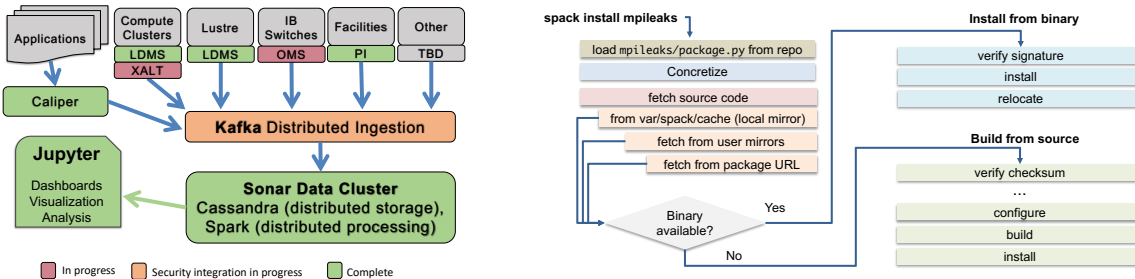 Applications
Compute
Clusters
LDMS
XALT
Lustre
LDMS
IB
Switches
OMS
Facilities
PI
Other
TBD
Caliper
Kafka Distributed Ingestion
Jupyter
Dashboards
Visualization
Analysis
Sonar Data Cluster
Cassandra (distributed storage),
Spark (distributed processing)
In progress
Security integration in progress
Complete
spack install mpileaks
load mpileaks/package.py from repo
Concretize
fetch source code
from var/spack/cache (local mirror)
fetch from user mirrors
fetch from package URL
Binary
available?
Yes
No
Install from binary
verify signature
install
relocate
Build from source
verify checksum
...
configure
build
install